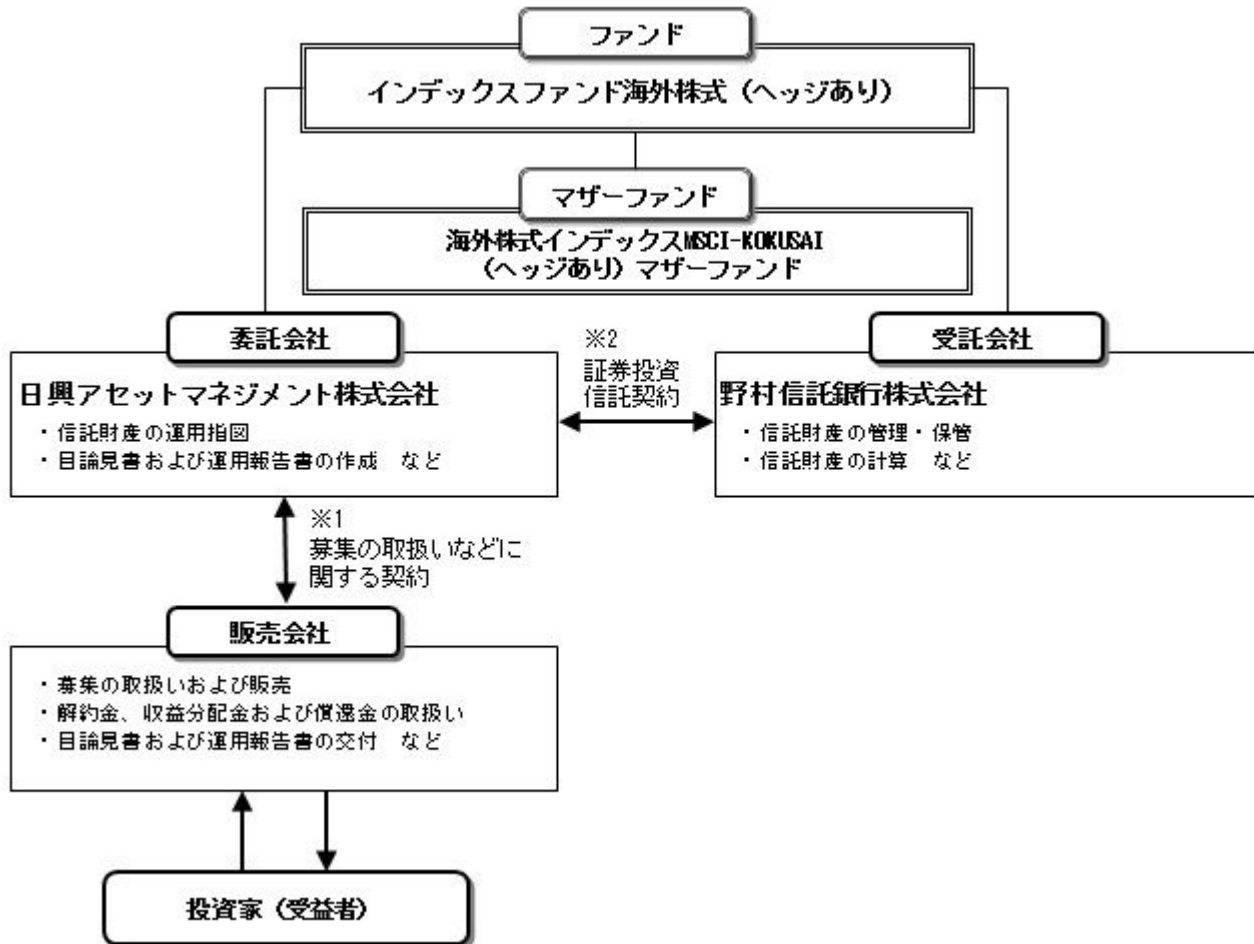 ファンド
インデックスファンド海外株式（ヘッジあり）
マザーファンド
海外株式インデックスMSCI-KOKUSAI
（ヘッジあり）マザーファンド
委託会社
日興アセットマネジメント株式会社
・信託財産の運用指図
・目論見書および運用報告書の作成　など
※2
証券投資
信託契約
受託会社
野村信託銀行株式会社
・信託財産の管理・保管
・信託財産の計算　など
※1
募集の取扱いなどに
関する契約
販売会社
・募集の取扱いおよび販売
・解約金、収益分配金および償還金の取扱い
・目論見書および運用報告書の交付　など
投資家（受益者）